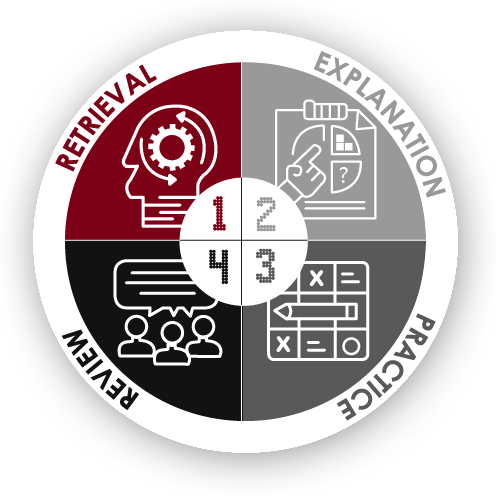 RETRIEVAL
EXPLANATION
?
1
2
4
3
X
X
REVIEW
PRACTICE